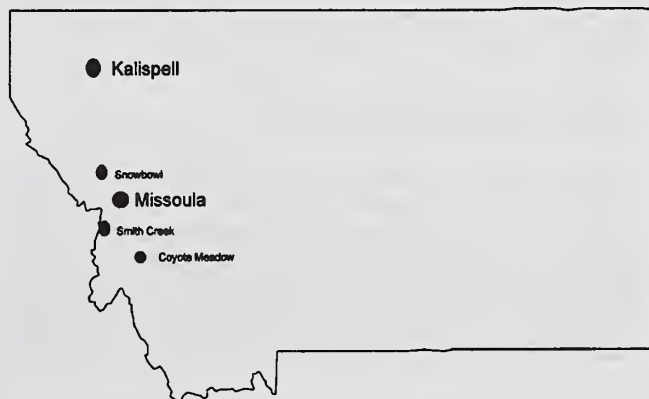 Kalispell
Snowbowl
Missoula
Smith Creek
Coyote Meadow